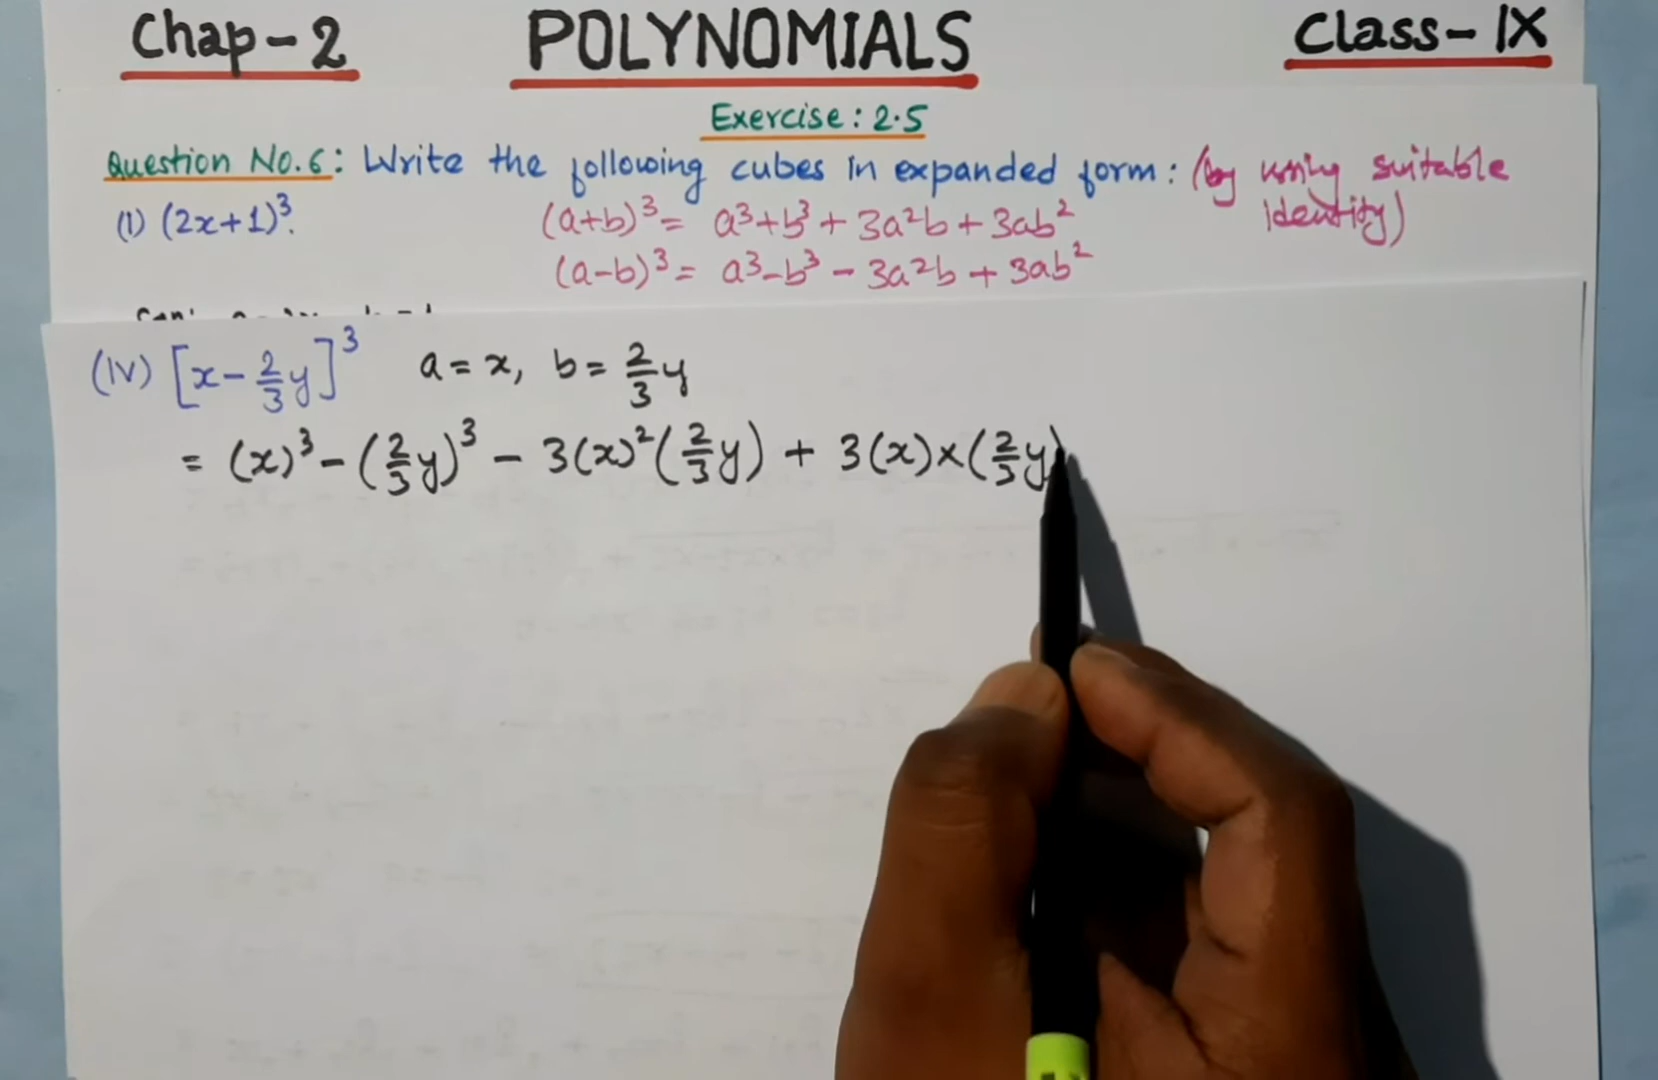 Chap-2 POLYNOMIALS Class-IX
Exercise: 2.5
Question No.6: Write the following cubes in expanded form: (by using suitable Identity)
(i) (2x+1)³. (a+b)³= a³+b³+3a²b+3ab²
(a-b)³= a³-b³-3a²b+3ab²
(iv) [x-2/3y]³ a=x, b=2/3y
= (x)³-(2/3y)³-3(x)²(2/3y)+3(x)×(2/3y)